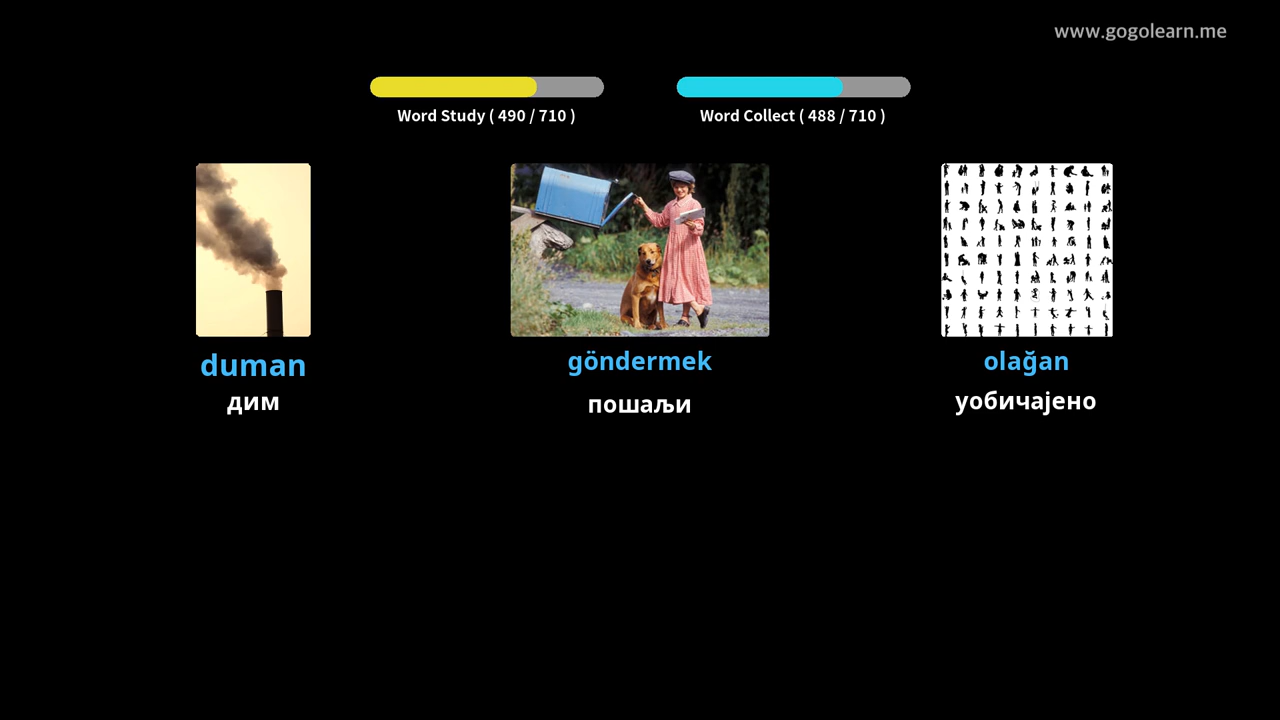 www.gogolearn.me
Word Study ( 490 / 710 )
Word Collect ( 488 / 710 )
duman
göndermek
olağan
дим
пошаљи
уобичајено